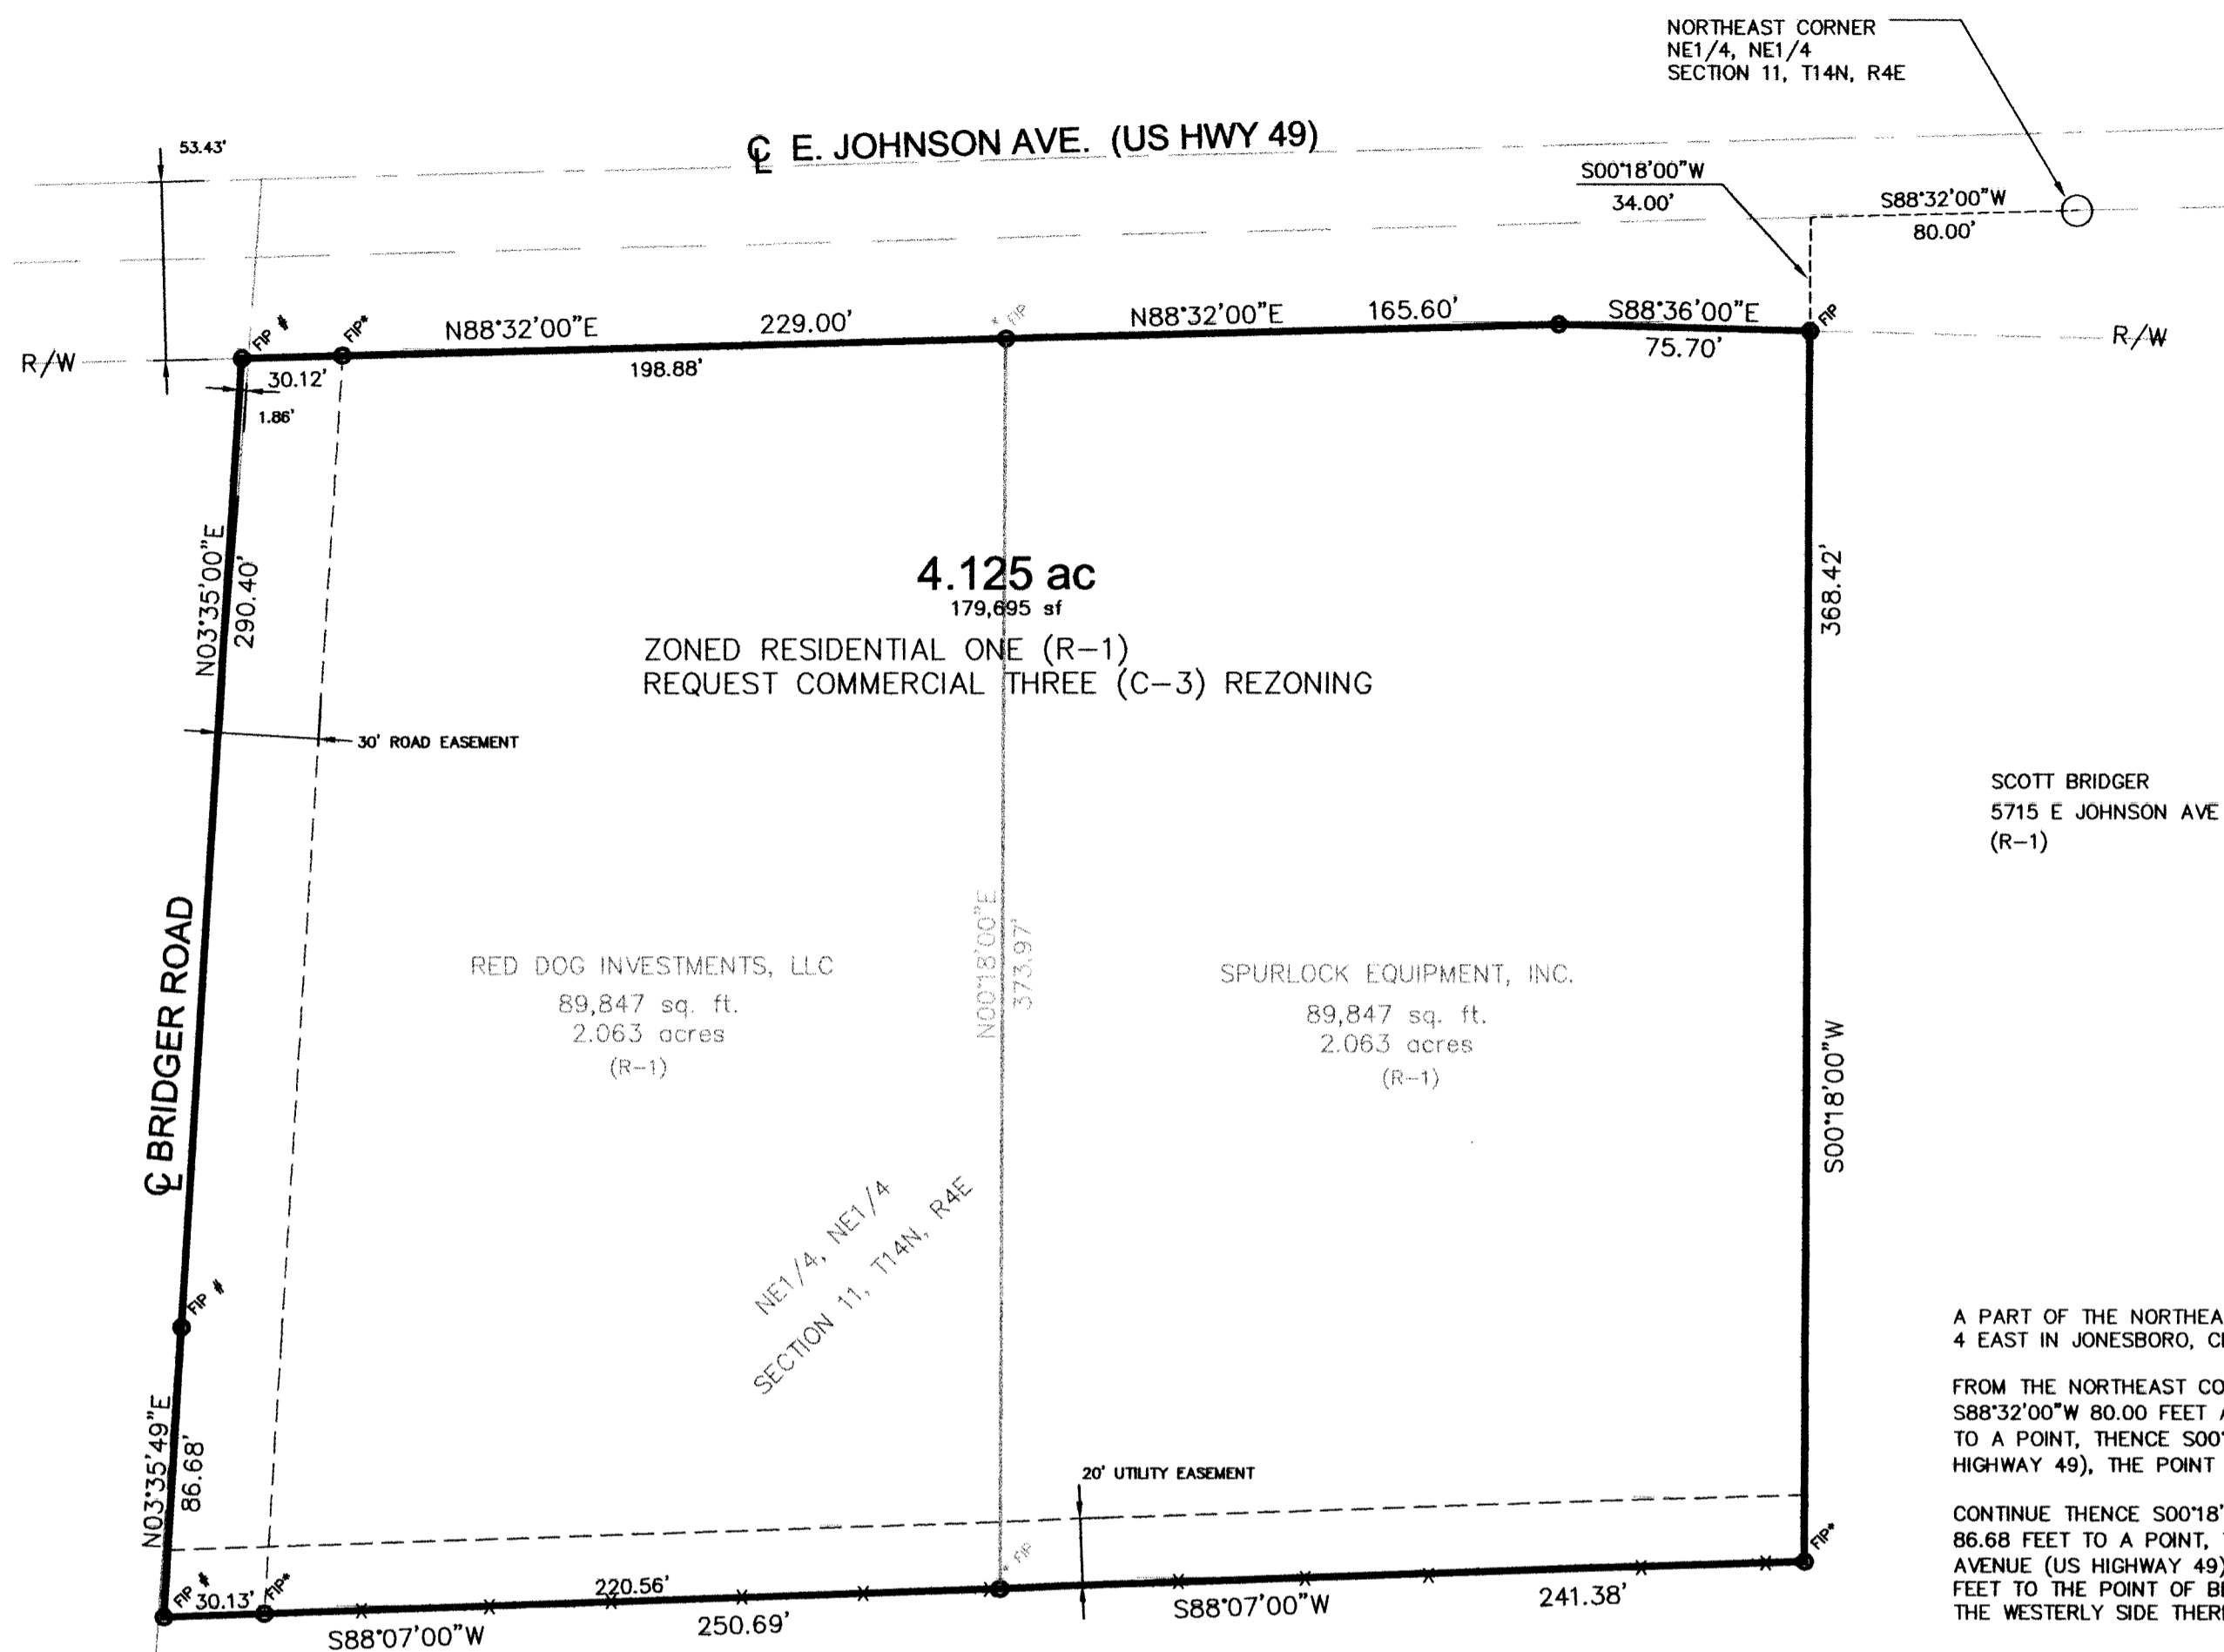 NORTHEAST CORNER
NE1/4, NE1/4
SECTION 11, T14N, R4E
53.43'
℄ E. JOHNSON AVE. (US HWY 49)
S00°18'00"W
34.00'
S88°32'00"W
80.00'
R/W
FIP #
FIP*
N88°32'00"E
229.00'
* FIP
N88°32'00"E
165.60'
S88°36'00"E
FIP
R/W
30.12'
198.88'
75.70'
1.86'
N03°35'00"E
290.40'
368.42'
4.125 ac
179,695 sf
ZONED RESIDENTIAL ONE (R-1)
REQUEST COMMERCIAL THREE (C-3) REZONING
30' ROAD EASEMENT
SCOTT BRIDGER
5715 E JOHNSON AVE
(R-1)
℄ BRIDGER ROAD
RED DOG INVESTMENTS, LLC
89,847 sq. ft.
2.063 acres
(R-1)
N00°18'00"E
373.97'
SPURLOCK EQUIPMENT, INC.
89,847 sq. ft.
2.063 acres
(R-1)
S00°18'00"W
NE1/4, NE1/4
SECTION 11, T14N, R4E
FIP #
N03°35'49"E
86.68'
20' UTILITY EASEMENT
FIP #
30.13'
FIP*
220.56'
* FIP
FIP*
S88°07'00"W
250.69'
S88°07'00"W
241.38'
A PART OF THE NORTHEA
4 EAST IN JONESBORO,
FROM THE NORTHEAST CO
S88°32'00"W 80.00 FEET
TO A POINT, THENCE S00°
HIGHWAY 49), THE POINT
CONTINUE THENCE S00°18'
86.68 FEET TO A POINT,
AVENUE (US HIGHWAY 49)
FEET TO THE POINT OF
THE WESTERLY SIDE